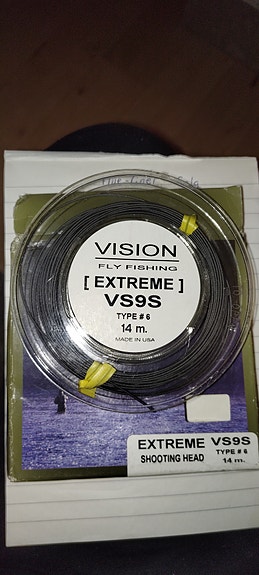 VISION
FLY FISHING
[ EXTREME ]
VS9S
TYPE # 6
14 m.
MADE IN USA
EXTREME VS9S
TYPE # 6
SHOOTING HEAD
14 m.